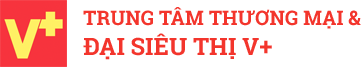 V+
TRUNG TÂM THƯƠNG MẠI &
ĐẠI SIÊU THỊ V+